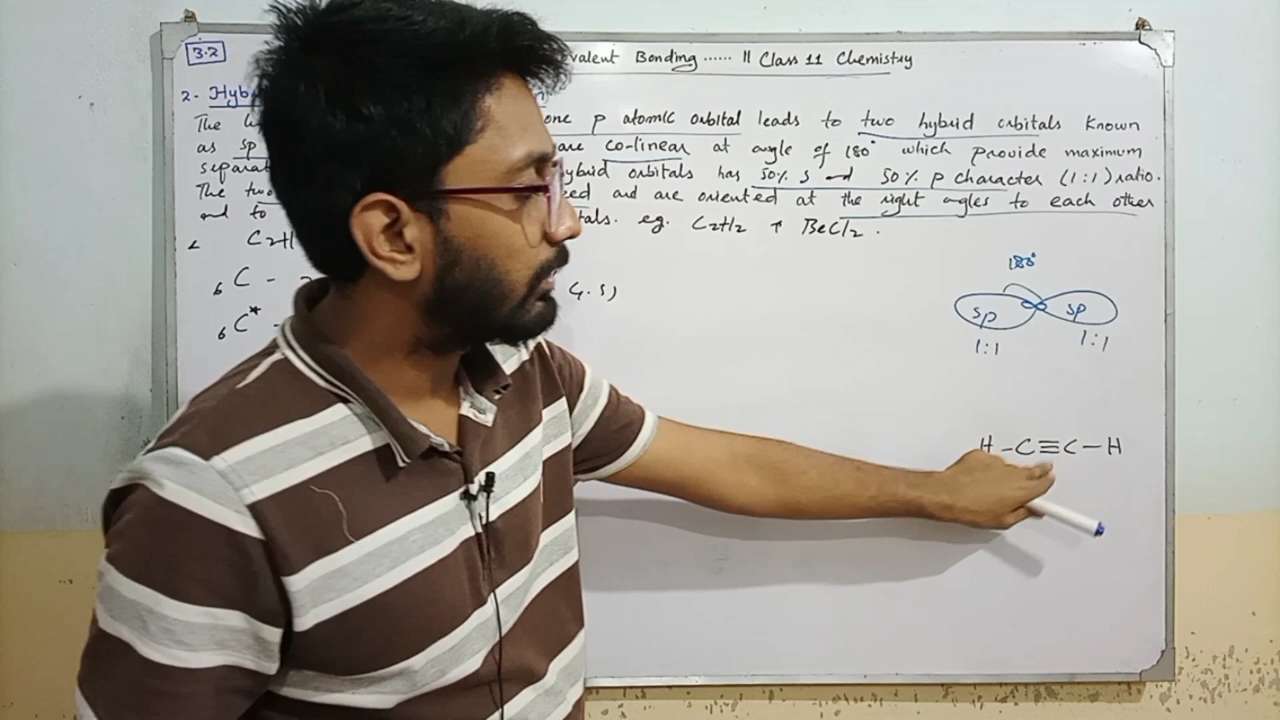 3.2 valent Bonding ...... II Class 11 Chemistry
2. Hyb
The one p atomic orbital leads to two hybrid orbitals known
as sp are co-linear at angle of 180° which provide maximum
separat hybrid orbitals has 50% s and 50% p character (1:1) ratio.
The two and are oriented at the right angles to each other
and to tals. eg. C2H2 ↑ BeCl2.
C2H
6C -
6C* -
180°
sp sp
1:1 1:1
H-C≡C-H